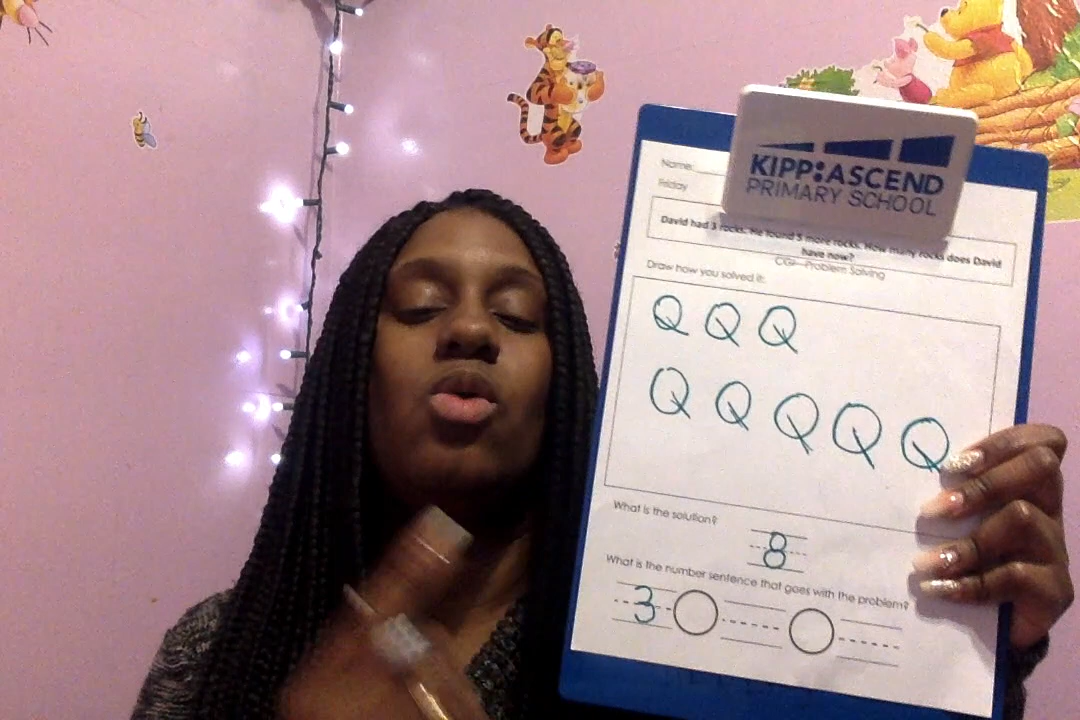 KIPP:ASCEND
PRIMARY SCHOOL
Name:
Friday
David had 3 rocks. He found 5 more rocks. How many rocks does David
have now?
CGI - Problem Solving
Draw how you solved it:
Q Q Q
Q Q Q Q Q
What is the solution?
8
What is the number sentence that goes with the problem?
3